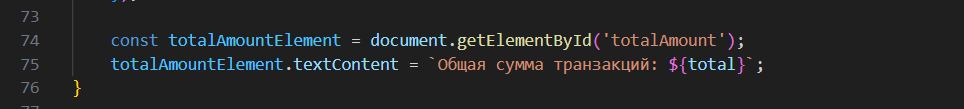 73
74 const totalAmountElement = document.getElementById('totalAmount');
75 totalAmountElement.textContent = `Общая сумма транзакций: ${total}`;
76 }